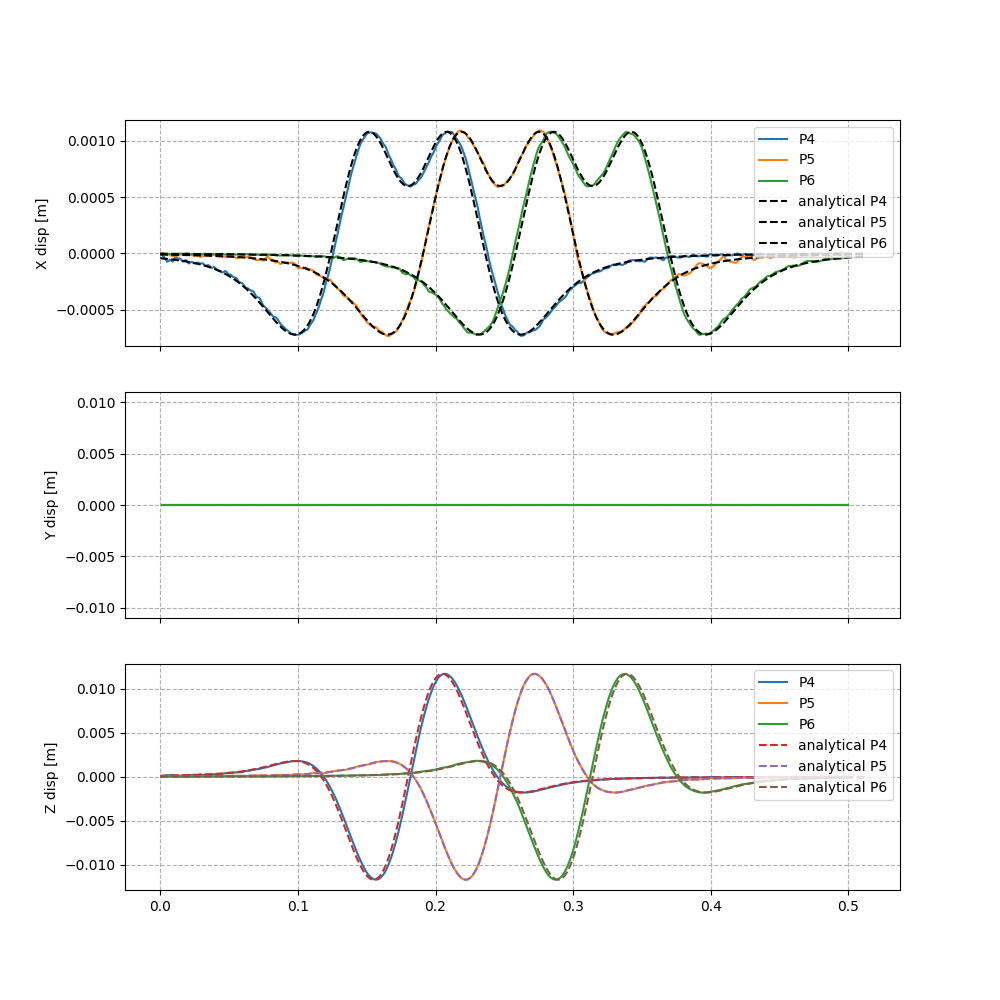 X disp [m]
0.0010
0.0005
0.0000
−0.0005
P4
P5
P6
analytical P4
analytical P5
analytical P6
Y disp [m]
0.010
0.005
0.000
−0.005
−0.010
Z disp [m]
0.010
0.005
0.000
−0.005
−0.010
P4
P5
P6
analytical P4
analytical P5
analytical P6
0.0 0.1 0.2 0.3 0.4 0.5